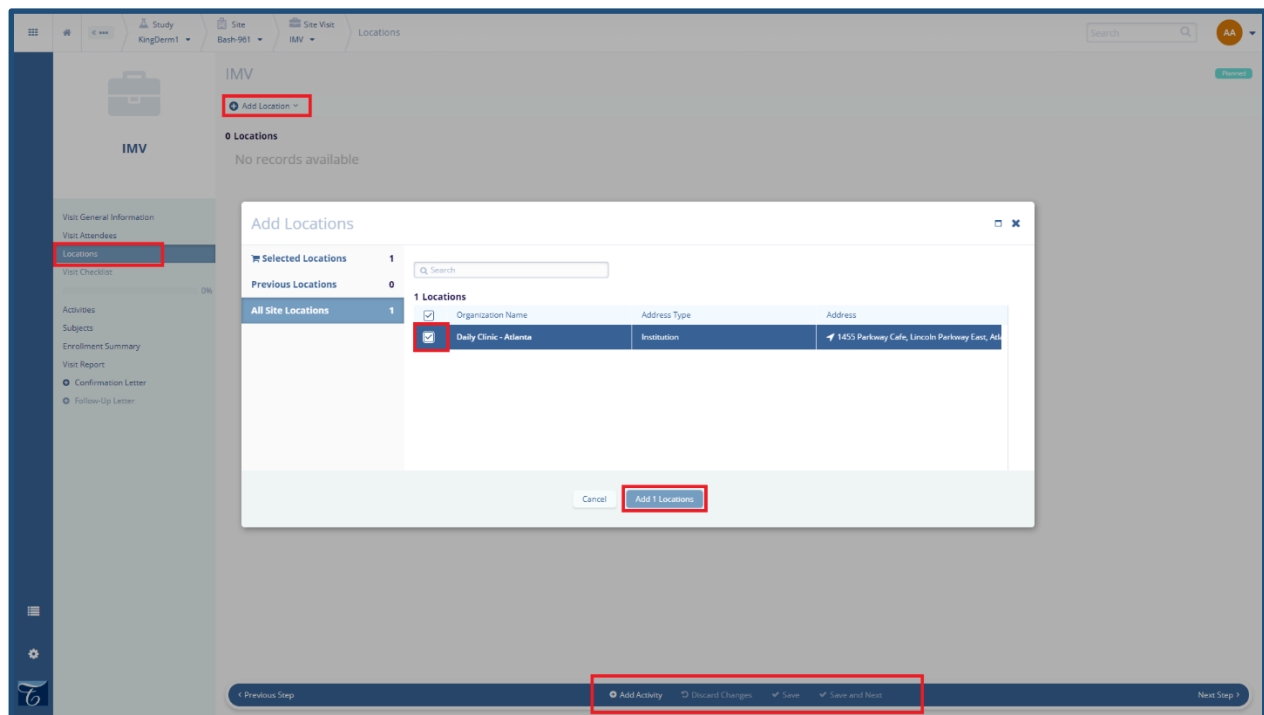 Study
KingDerm1
Site
Bash-961
Site Visit
IMV
Locations
Search
AA
IMV
Planned
Add Location
IMV
0 Locations
No records available
Visit General Information
Visit Attendees
Locations
Visit Checklist
0%
Activities
Subjects
Enrollment Summary
Visit Report
Confirmation Letter
Follow-Up Letter
Add Locations
Selected Locations 1
Previous Locations 0
All Site Locations 1
Search
1 Locations
Organization Name Address Type Address
Daily Clinic - Atlanta Institution 1455 Parkway Cafe, Lincoln Parkway East, Atl
Cancel Add 1 Locations
Previous Step Add Activity Discard Changes Save Save and Next Next Step